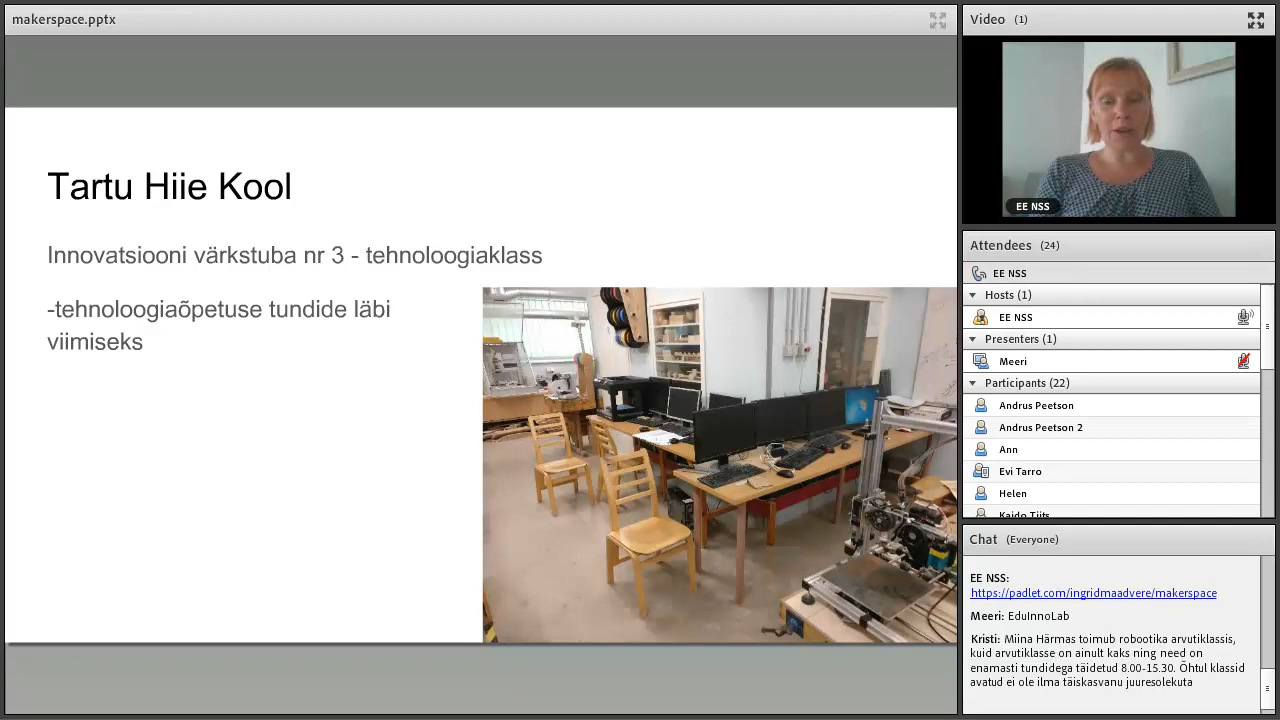 makerspace.pptx
Tartu Hiie Kool
Innovatsiooni värkstuba nr 3 - tehnoloogiaklass
-tehnoloogiaõpetuse tundide läbi
viimiseks
Video (1)
EE NSS
Attendees (24)
EE NSS
Hosts (1)
EE NSS
Presenters (1)
Meeri
Participants (22)
Andrus Peetson
Andrus Peetson 2
Ann
Evi Tarro
Helen
Kaido Tiits
Chat (Everyone)
EE NSS:
https://padlet.com/ingridmaadvere/makerspace
Meeri: EduInnoLab
Kristi: Miina Härmas toimub robootika arvutiklassis,
kuid arvutiklasse on ainult kaks ning need on
enamasti tundidega täidetud 8.00-15.30. Õhtul klassid
avatud ei ole ilma täiskasvanu juuresolekuta